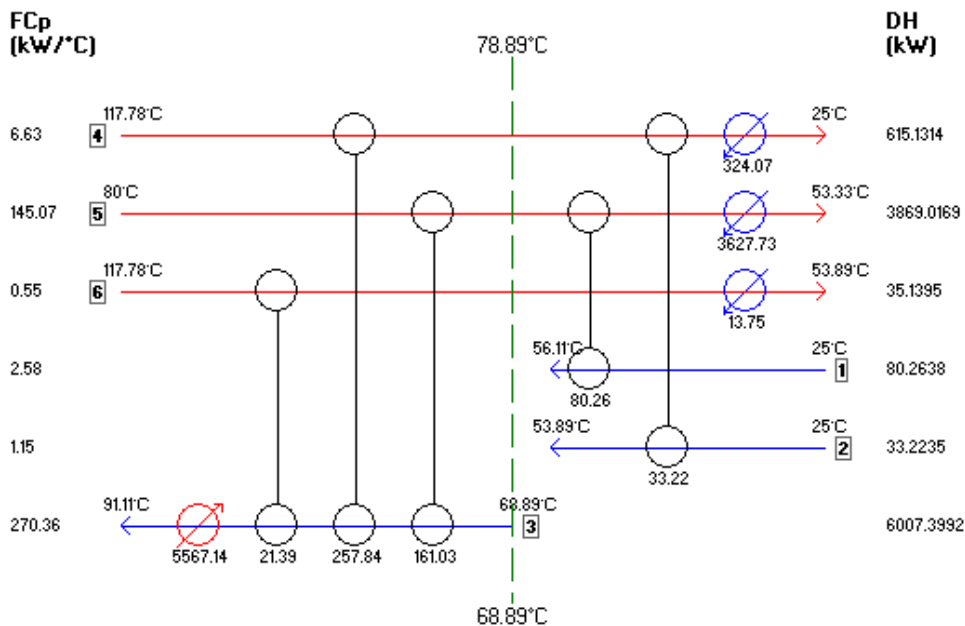 FCp
(kW/°C)
DH
(kW)
78.89°C
117.78°C
25°C
6.63
4
615.1314
324.07
80°C
53.33°C
145.07
5
3869.0169
3627.73
117.78°C
53.89°C
0.55
6
35.1395
13.75
56.11°C
25°C
2.58
1
80.2638
80.26
53.89°C
25°C
1.15
2
33.2235
33.22
91.11°C
68.89°C
270.36
3
6007.3992
5567.14
21.39
257.84
161.03
68.89°C